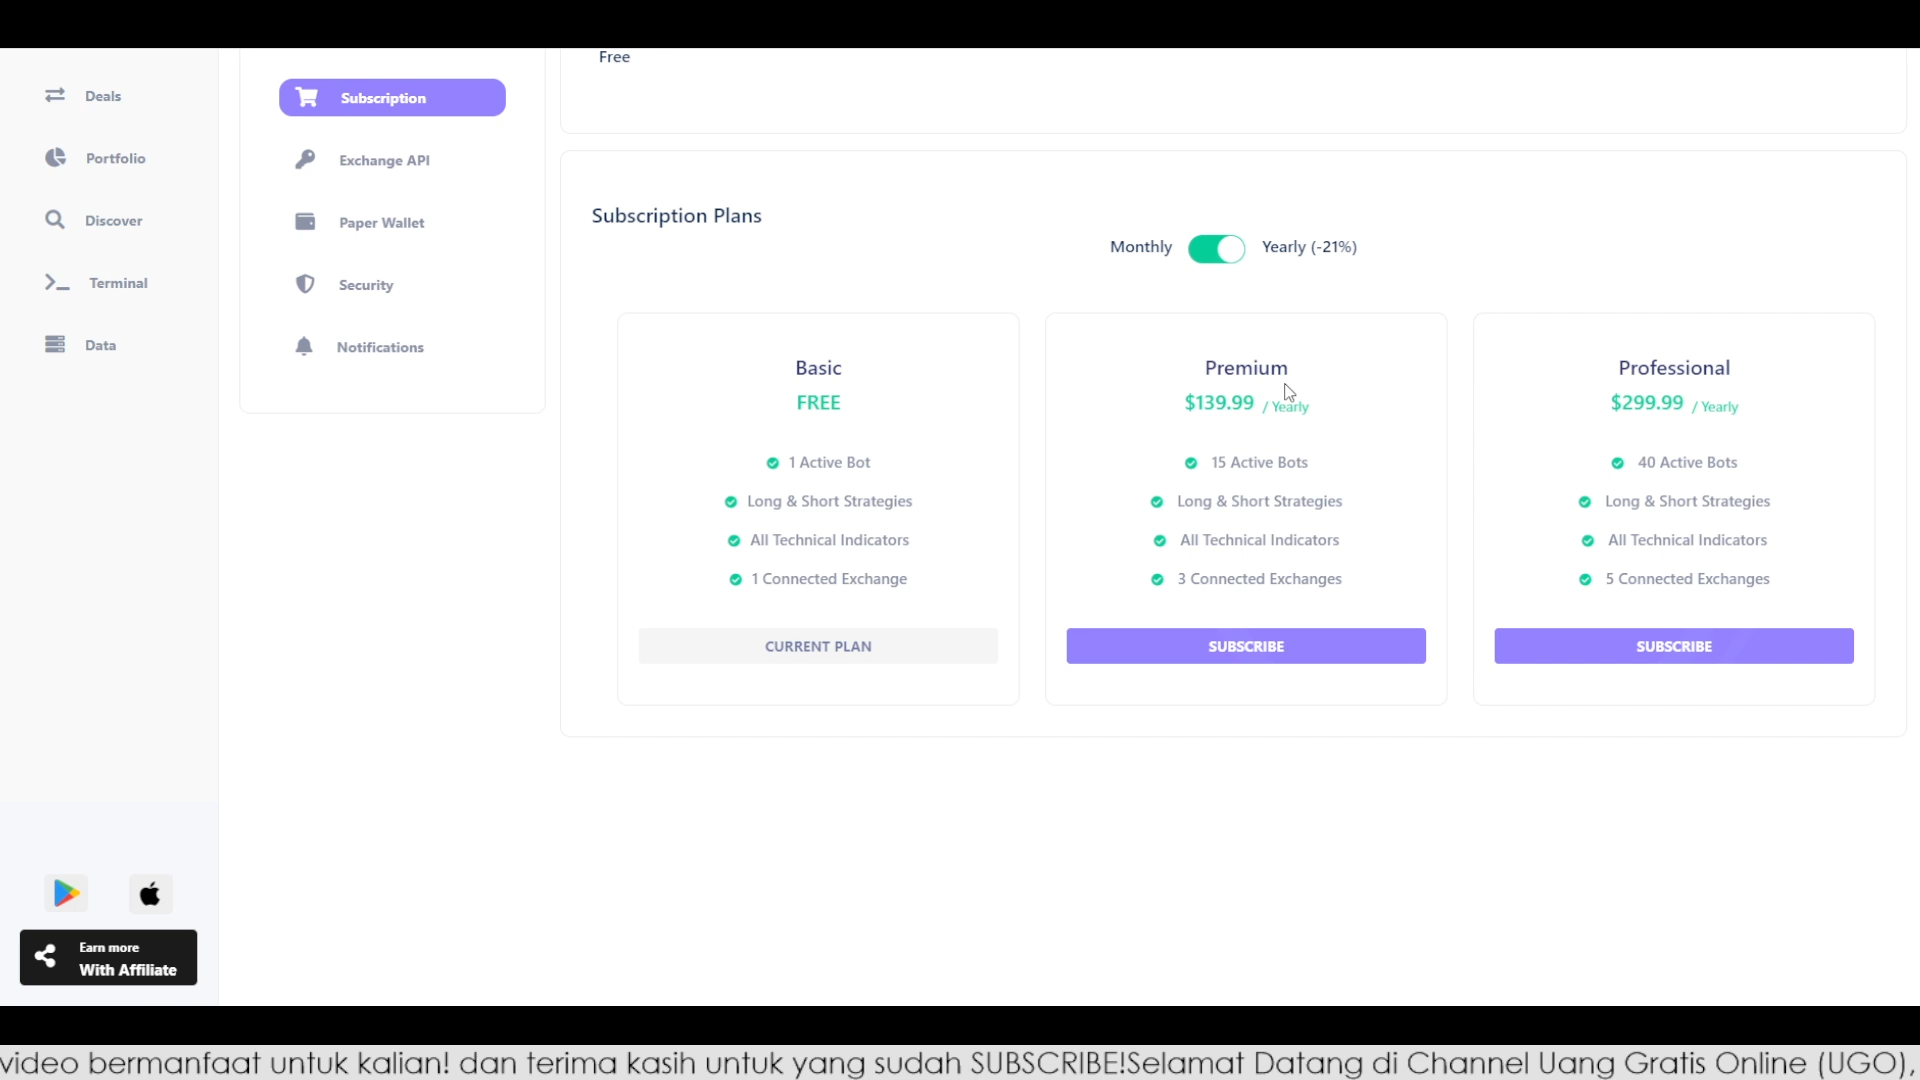 Deals
Portfolio
Discover
Terminal
Data
Earn more
With Affiliate
Subscription
Exchange API
Paper Wallet
Security
Notifications
Free
Subscription Plans
Monthly Yearly (-21%)
Basic
FREE
1 Active Bot
Long & Short Strategies
All Technical Indicators
1 Connected Exchange
CURRENT PLAN
Premium
$139.99 / Yearly
15 Active Bots
Long & Short Strategies
All Technical Indicators
3 Connected Exchanges
SUBSCRIBE
Professional
$299.99 / Yearly
40 Active Bots
Long & Short Strategies
All Technical Indicators
5 Connected Exchanges
SUBSCRIBE
video bermanfaat untuk kalian! dan terima kasih untuk yang sudah SUBSCRIBE!Selamat Datang di Channel Uang Gratis Online (UGO),